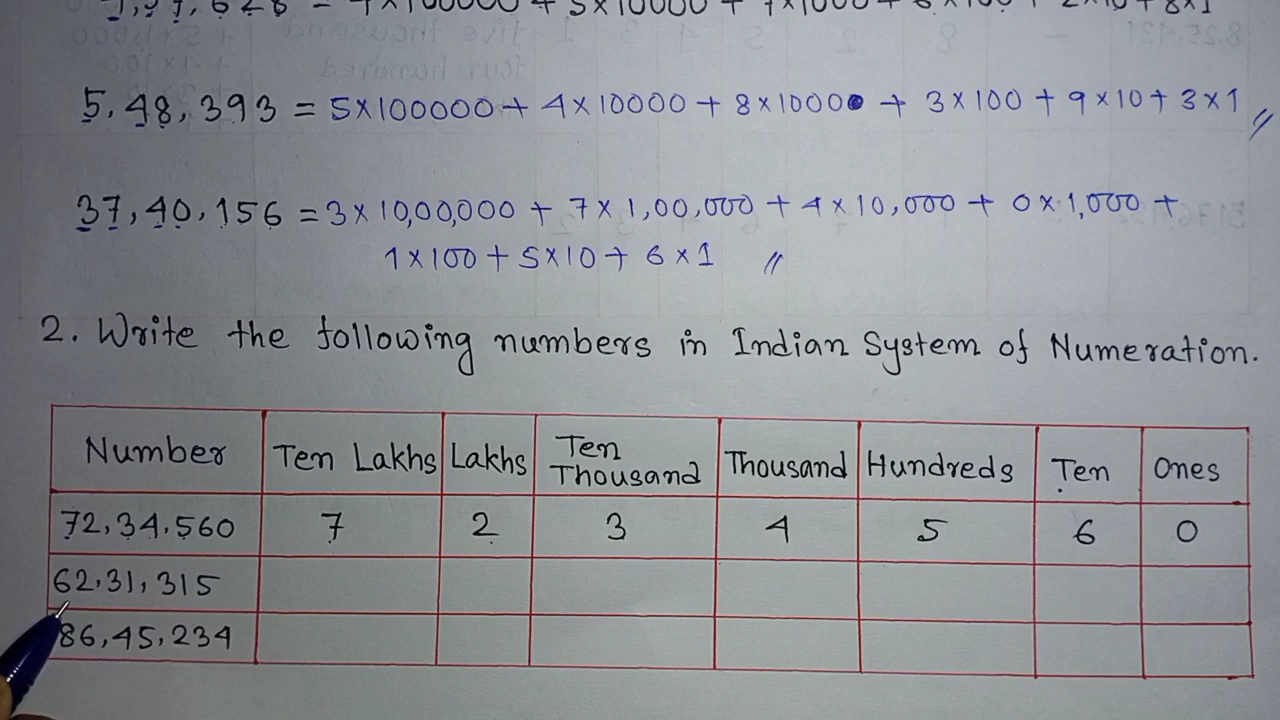 5,48,393 = 5×100000 + 4×10000 + 8×1000 + 3×100 + 9×10 + 3×1 //
37,40,156 = 3×10,00,000 + 7×1,00,000 + 4×10,000 + 0×1,000 +
1×100 + 5×10 + 6×1 //
2. Write the following numbers in Indian System of Numeration.
Number Ten Lakhs Lakhs Ten Thousand Thousand Hundreds Ten Ones
72,34,560 7 2 3 4 5 6 0
62,31,315
86,45,234